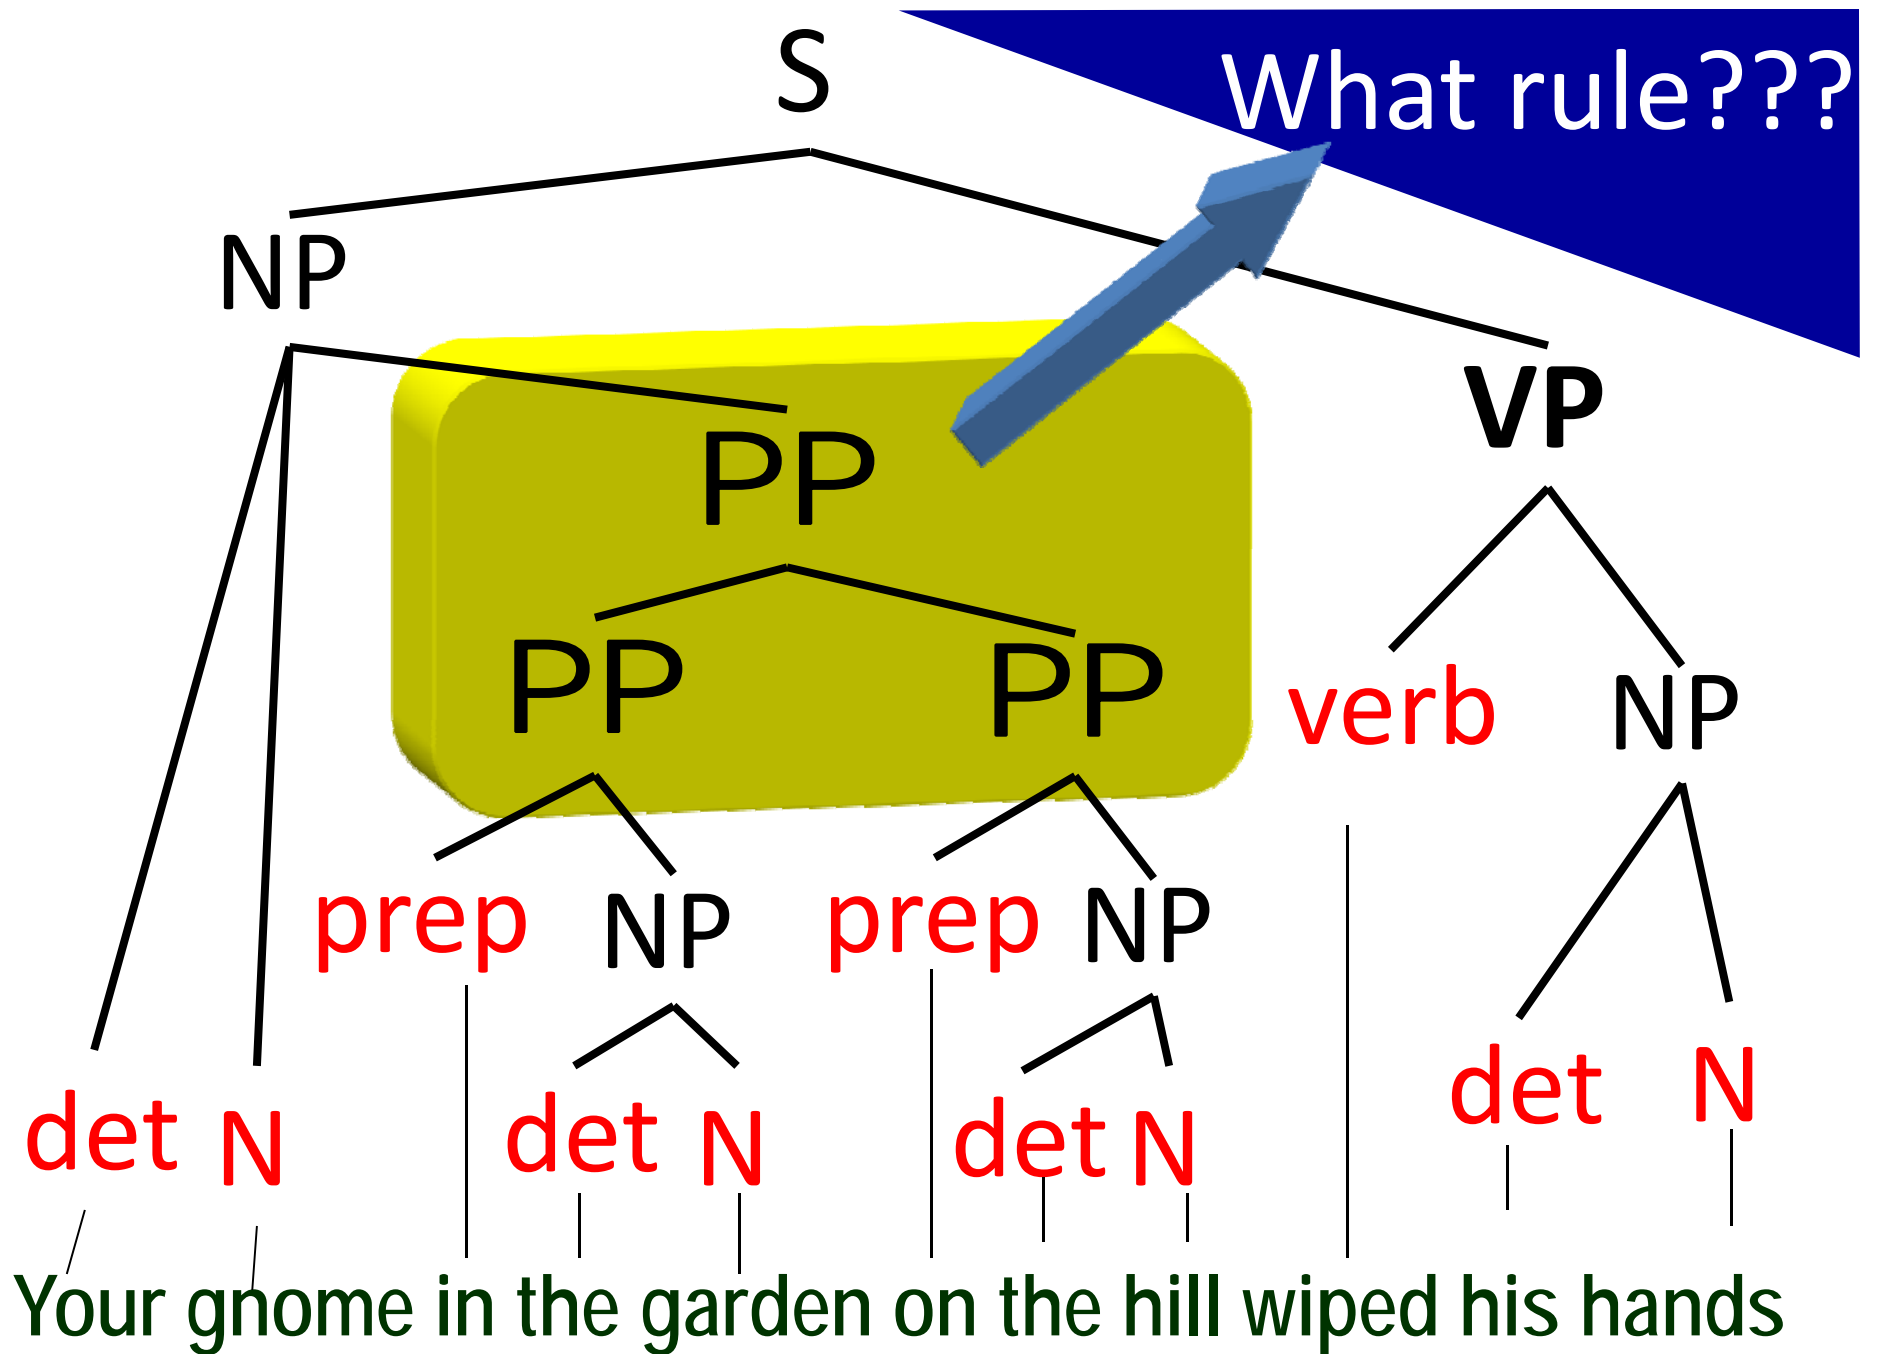 S
What rule???
NP
VP
PP
PP PP
verb NP
prep NP prep NP
det N det N det N det N
Your gnome in the garden on the hill wiped his hands